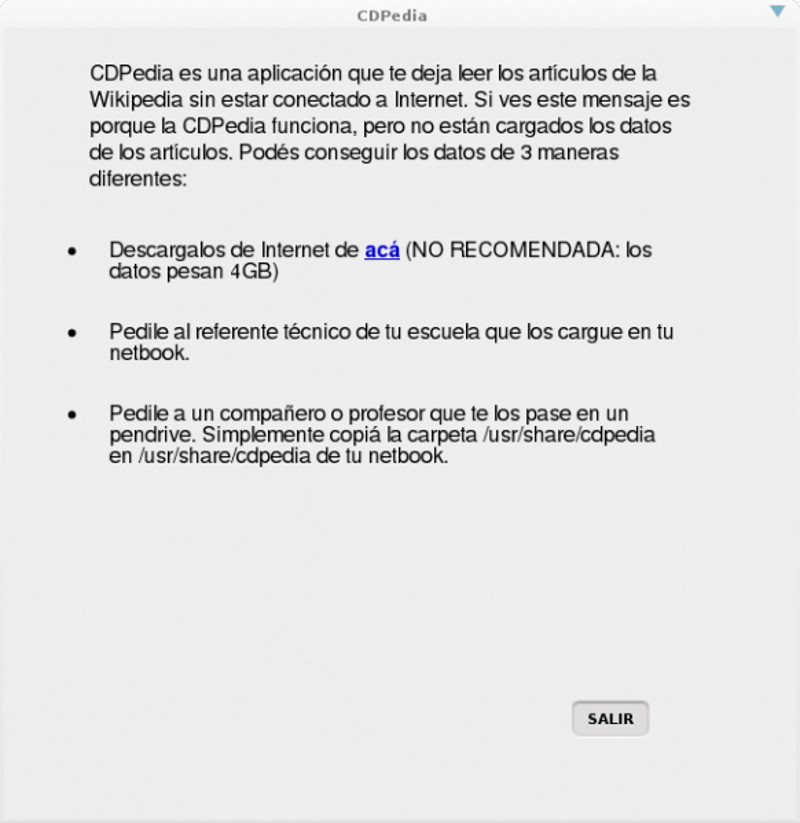 CDPedia
CDPedia es una aplicación que te deja leer los artículos de la
Wikipedia sin estar conectado a Internet. Si ves este mensaje es
porque la CDPedia funciona, pero no están cargados los datos
de los artículos. Podés conseguir los datos de 3 maneras
diferentes:
• Descargalos de Internet de acá (NO RECOMENDADA: los
datos pesan 4GB)
• Pedile al referente técnico de tu escuela que los cargue en tu
netbook.
• Pedile a un compañero o profesor que te los pase en un
pendrive. Simplemente copiá la carpeta /usr/share/cdpedia
en /usr/share/cdpedia de tu netbook.
SALIR